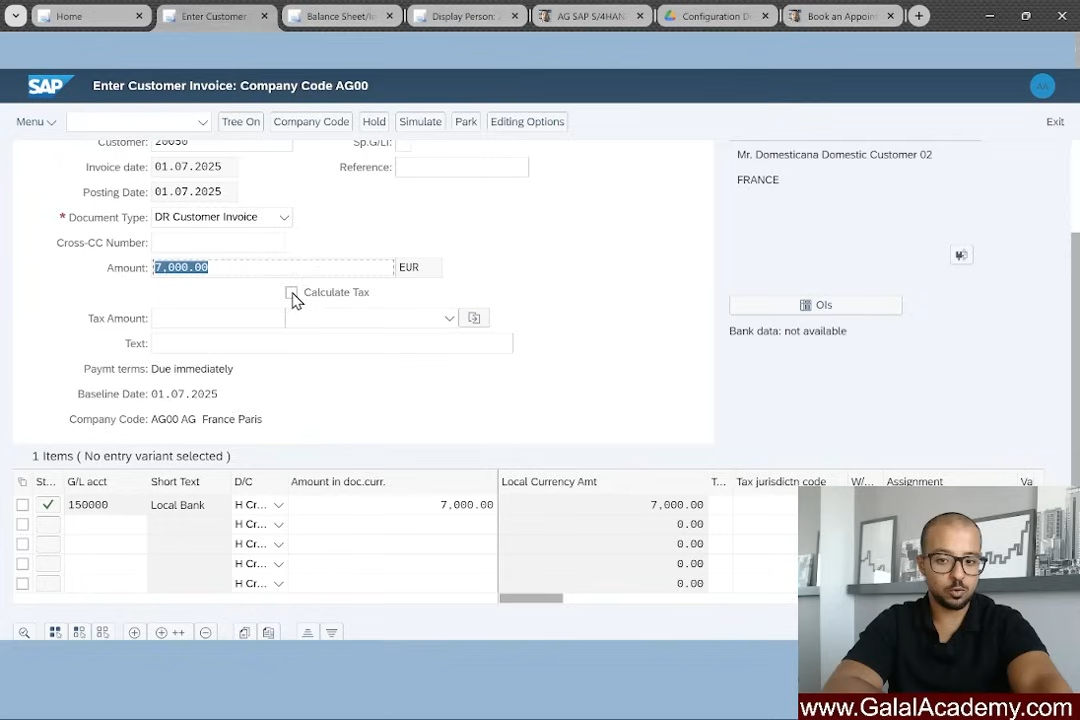 Home
Enter Customer
Balance Sheet/In
Display Person:
AG SAP S/4HAN
Configuration D
Book an Appoint
SAP
Enter Customer Invoice: Company Code AG00
AA
Menu
Tree On
Company Code
Hold
Simulate
Park
Editing Options
Exit
Customer: 20050
Sp.G/L:
Mr. Domesticana Domestic Customer 02
Invoice date: 01.07.2025
Reference:
FRANCE
Posting Date: 01.07.2025
* Document Type: DR Customer Invoice
Cross-CC Number:
Amount: 7,000.00 EUR
Calculate Tax
OIs
Tax Amount:
Bank data: not available
Text:
Paymt terms: Due immediately
Baseline Date: 01.07.2025
Company Code: AG00 AG France Paris
1 Items ( No entry variant selected )
St... G/L acct Short Text D/C Amount in doc.curr. Local Currency Amt T... Tax jurisdictn code W/... Assignment Va
150000 Local Bank H Cr... 7,000.00 7,000.00
H Cr... 0.00
H Cr... 0.00
H Cr... 0.00
H Cr... 0.00
www.GalalAcademy.com